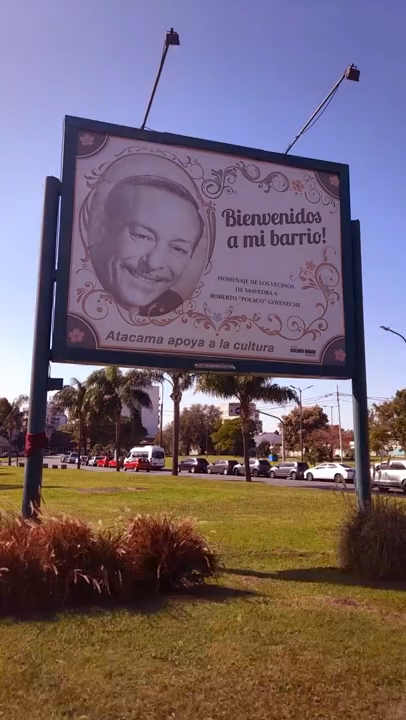 Bienvenidos
a mi barrio!
HOMENAJE DE LOS VECINOS
DE SAAVEDRA A
ROBERTO "POLACO" GOYENECHE
Atacama apoya a la cultura